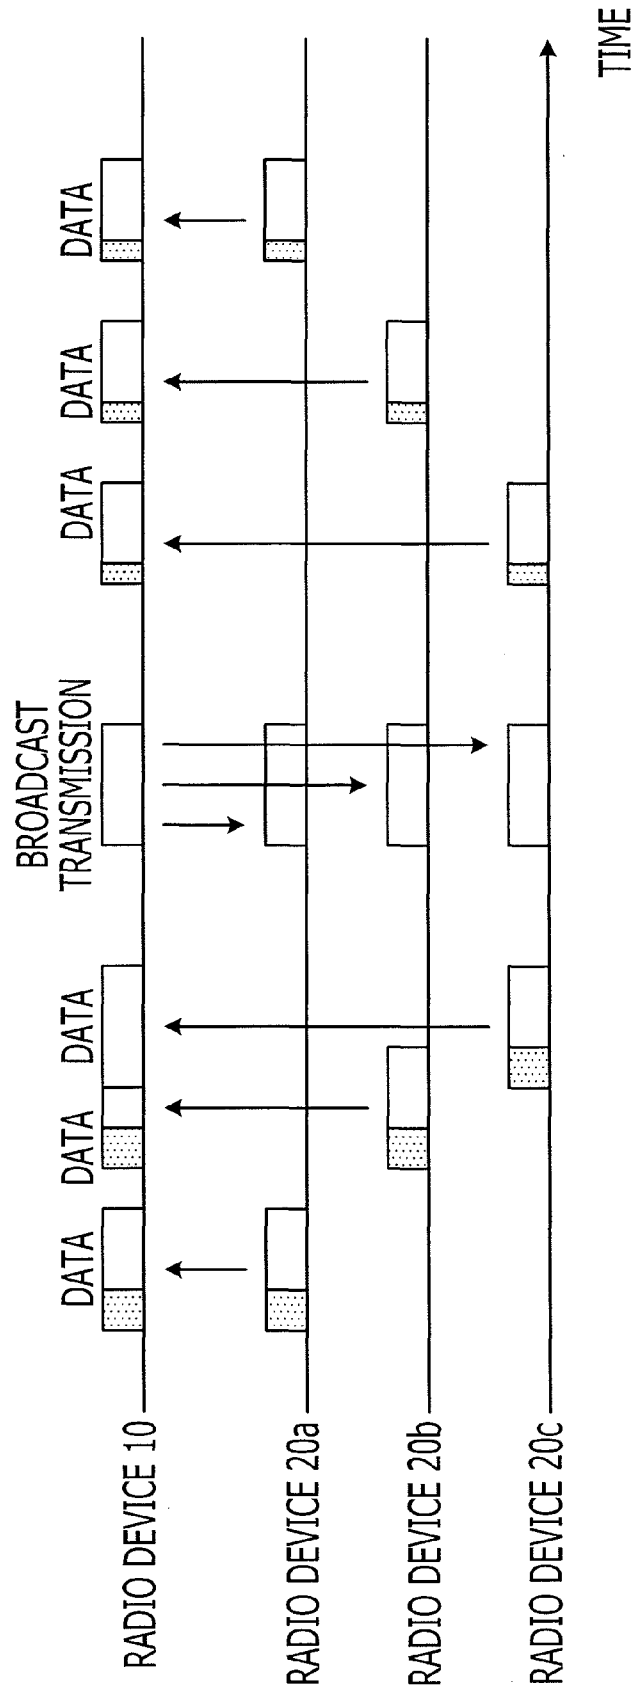 DATA
DATA
DATA
BROADCAST
TRANSMISSION
DATA
DATA
DATA
RADIO DEVICE 10
RADIO DEVICE 20a
RADIO DEVICE 20b
RADIO DEVICE 20c
TIME